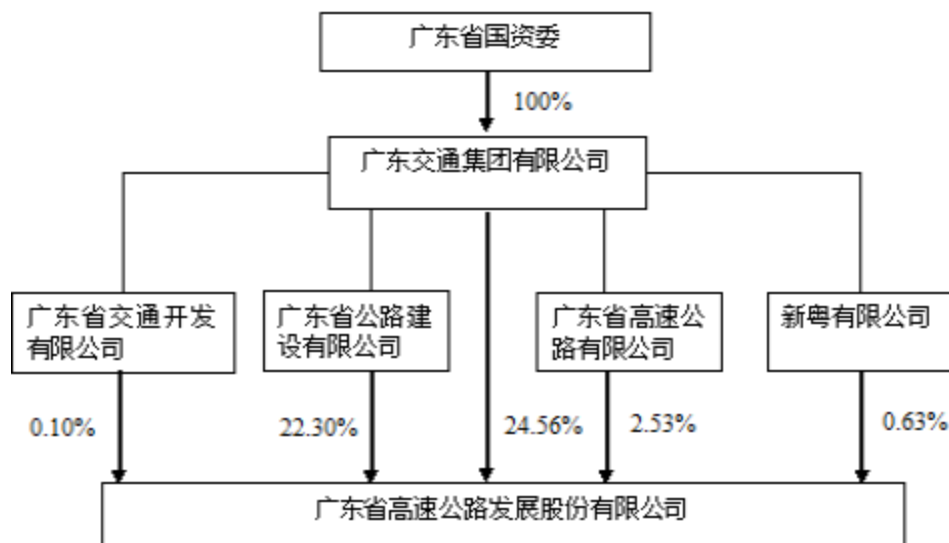 广东省国资委
100%
广东交通集团有限公司
广东省交通开发
有限公司
广东省公路建
设有限公司
广东省高速公
路有限公司
新粤有限公司
0.10%
22.30%
24.56%
2.53%
0.63%
广东省高速公路发展股份有限公司